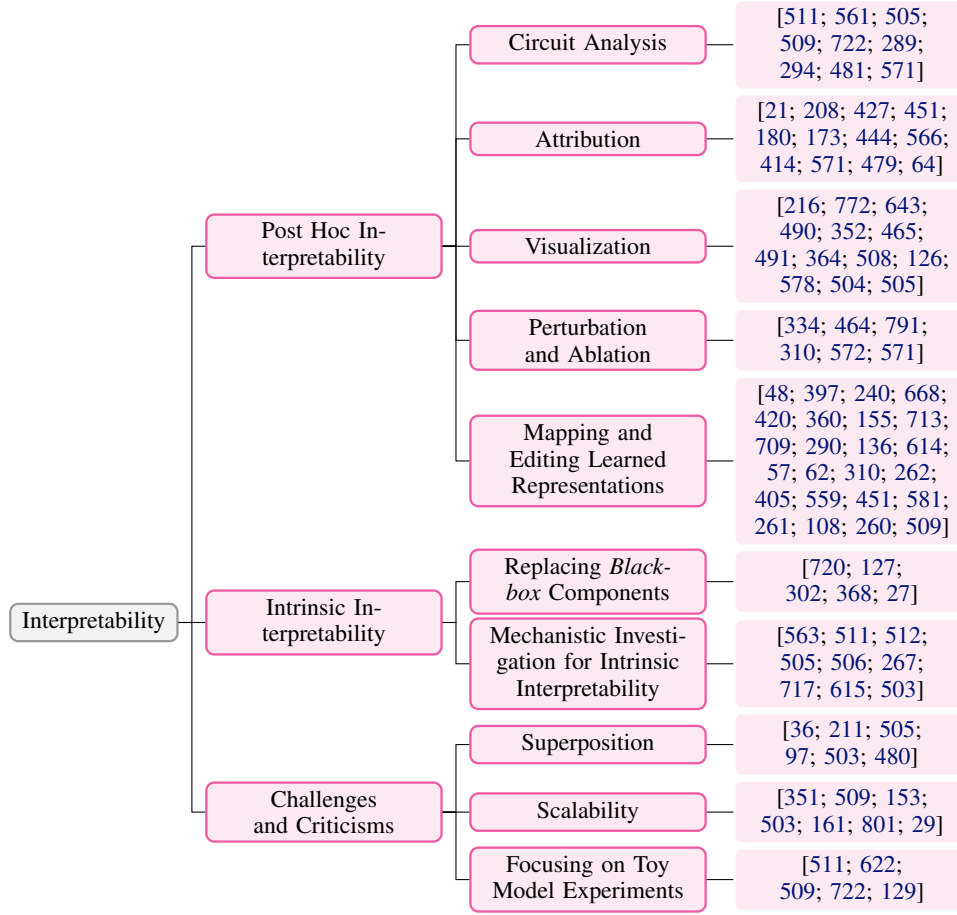 Circuit Analysis
[511; 561; 505;
509; 722; 289;
294; 481; 571]
Attribution
[21; 208; 427; 451;
180; 173; 444; 566;
414; 571; 479; 64]
Post Hoc In-
terpretability
Visualization
[216; 772; 643;
490; 352; 465;
491; 364; 508; 126;
578; 504; 505]
Perturbation
and Ablation
[334; 464; 791;
310; 572; 571]
Mapping and
Editing Learned
Representations
[48; 397; 240; 668;
420; 360; 155; 713;
709; 290; 136; 614;
57; 62; 310; 262;
405; 559; 451; 581;
261; 108; 260; 509]
Interpretability
Intrinsic In-
terpretability
Replacing Black-
box Components
[720; 127;
302; 368; 27]
Mechanistic Investi-
gation for Intrinsic
Interpretability
[563; 511; 512;
505; 506; 267;
717; 615; 503]
Challenges
and Criticisms
Superposition
[36; 211; 505;
97; 503; 480]
Scalability
[351; 509; 153;
503; 161; 801; 29]
Focusing on Toy
Model Experiments
[511; 622;
509; 722; 129]